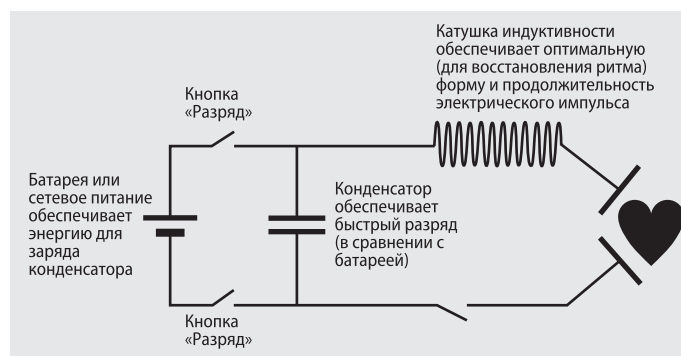 Катушка индуктивности
обеспечивает оптимальную
(для восстановления ритма)
форму и продолжительность
электрического импульса
Кнопка
«Разряд»
Батарея или
сетевое питание
обеспечивает
энергию для
заряда
конденсатора
Конденсатор
обеспечивает
быстрый разряд
(в сравнении с
батареей)
Кнопка
«Разряд»